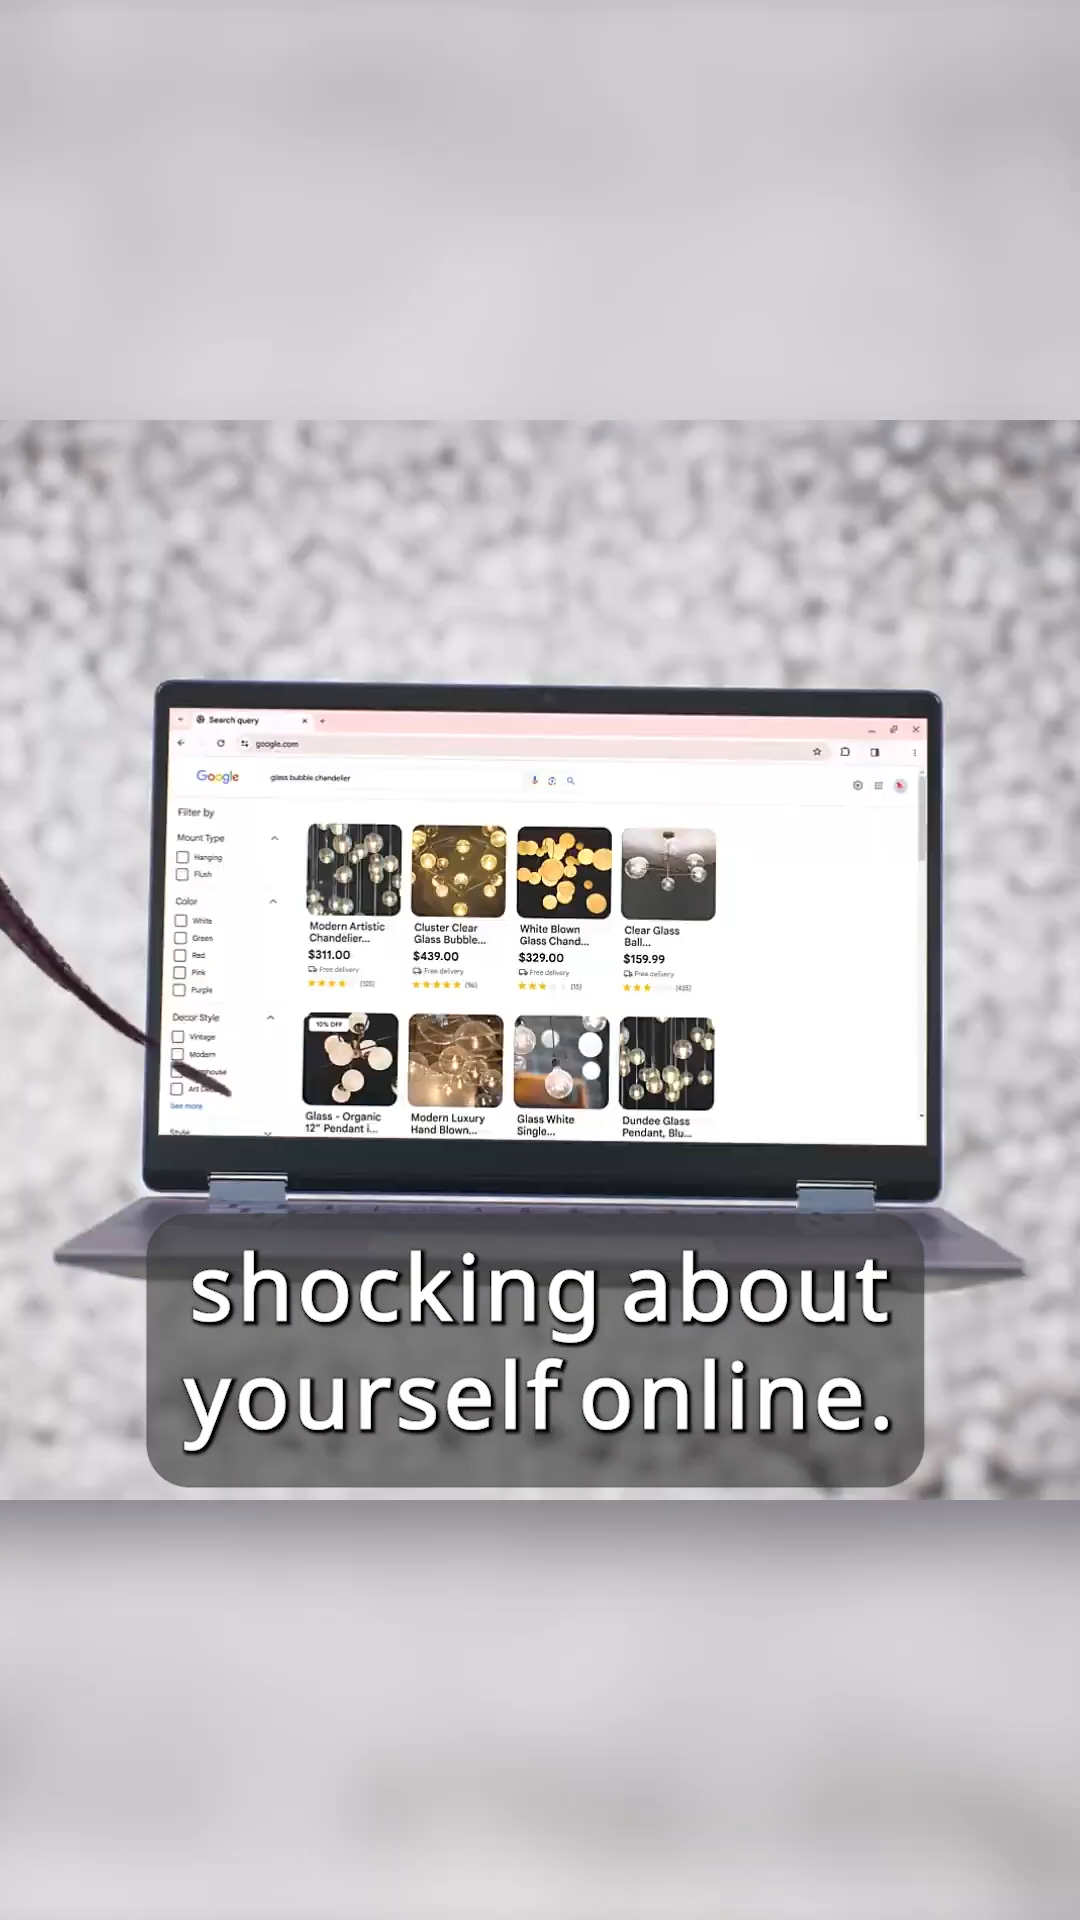 Search query
google.com
Google
glass bubble chandelier
Filter by
Mount Type
Hanging
Flush
Color
White
Green
Red
Pink
Purple
Decor Style
Vintage
Modern
See more
Style
Modern Artistic
Chandelier...
$311.00
Free delivery
Cluster Clear
Glass Bubble...
$439.00
Free delivery
(96)
White Blown
Glass Chand...
$329.00
Free delivery
(15)
Clear Glass
Ball...
$159.99
Free delivery
10% OFF
Glass - Organic
12" Pendant i...
Modern Luxury
Hand Blown...
Glass White
Single...
Dundee Glass
Pendant, Blu...
shocking about
yourself online.